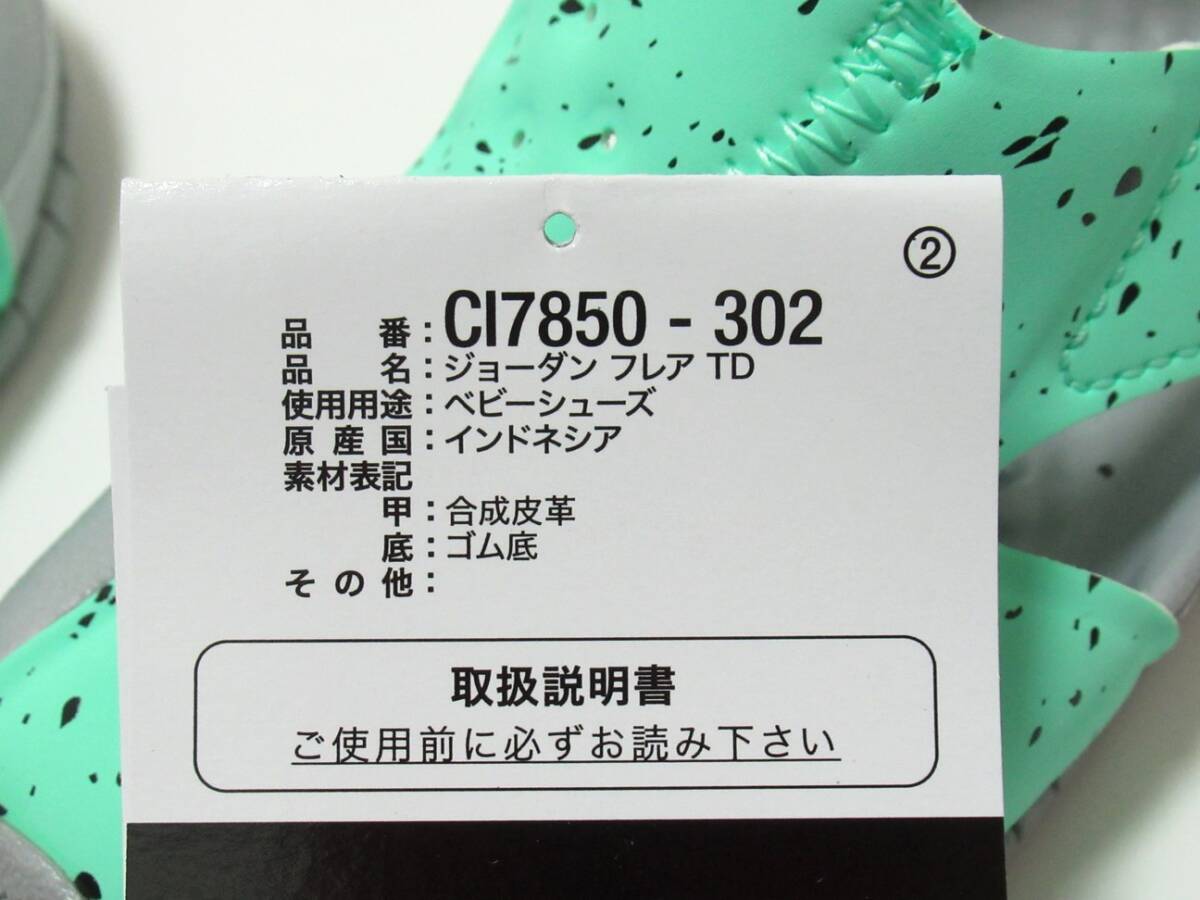 ②
品番：CI7850 - 302
品名：ジョーダン フレア TD
使用用途：ベビーシューズ
原産国：インドネシア
素材表記
甲：合成皮革
底：ゴム底
その他：
取扱説明書
ご使用前に必ずお読み下さい